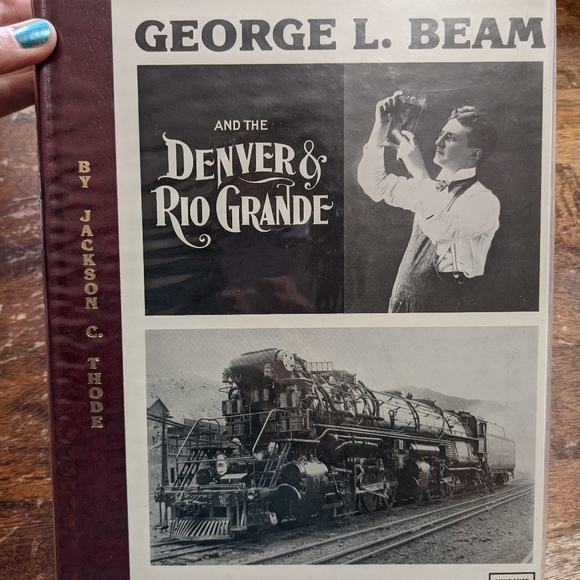 GEORGE L. BEAM
AND THE
DENVER &
RIO GRANDE
BY JACKSON C. THODE